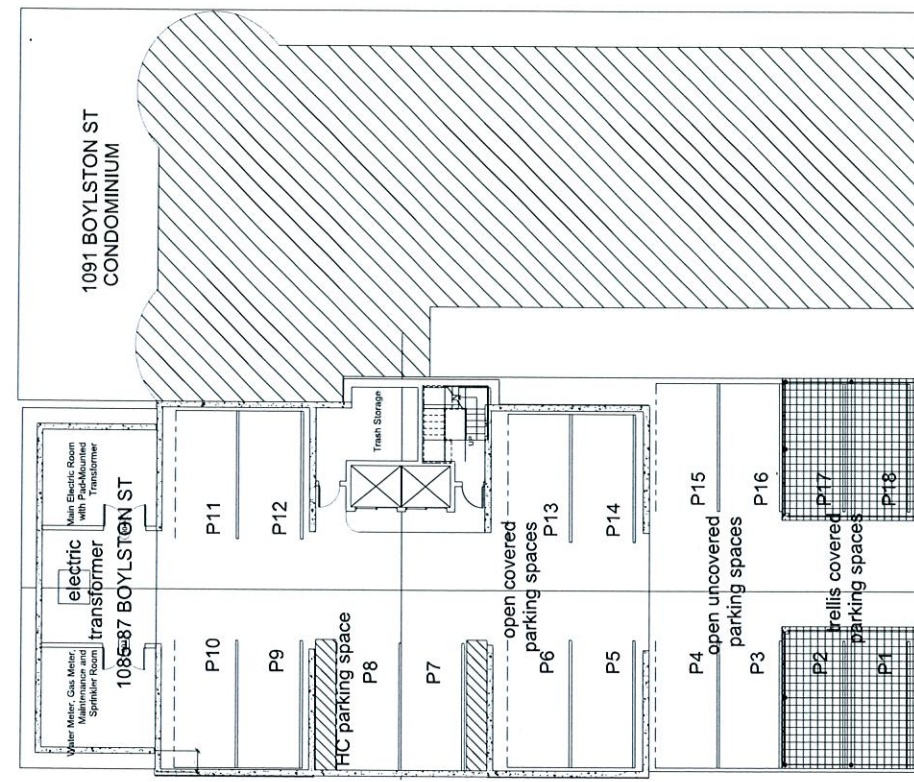 1091 BOYLSTON ST
CONDOMINIUM
Main Electric Room
with Pad-Mounted
Transformer
electric
transformer
Water Meter, Gas Meter,
Maintenance and
Sprinkler Room
1085-87 BOYLSTON ST
P11
P12
P10
P9
Trash Storage
UP
HC parking space
P8
P7
open covered
parking spaces
P13
P14
P6
P5
open uncovered
parking spaces
P15
P16
P4
P3
trellis covered
parking spaces
P17
P18
P2
P1